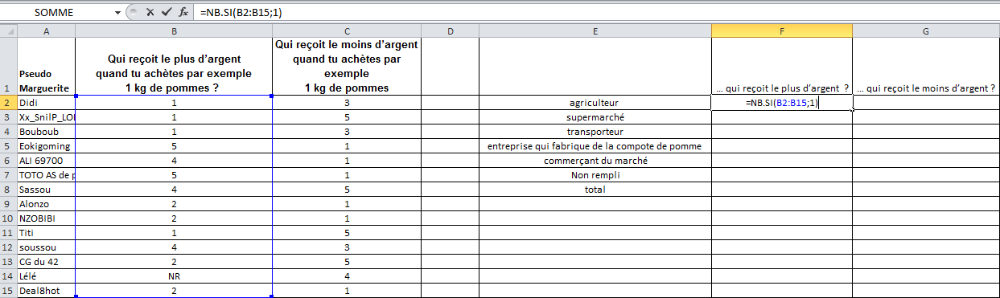 SOMME =NB.SI(B2:B15;1)
A B C D E F G
1 Pseudo Marguerite Qui reçoit le plus d’argent quand tu achètes par exemple 1 kg de pommes ? Qui reçoit le moins d’argent quand tu achètes par exemple 1 kg de pommes ... qui reçoit le plus d’argent ? ... qui reçoit le moins d’argent ?
2 Didi 1 3 agriculteur =NB.SI(B2:B15;1)
3 Xx_SnilP_LO 1 5 supermarché
4 Bouboub 1 3 transporteur
5 Eokigoming 5 1 entreprise qui fabrique de la compote de pomme
6 ALI 69700 4 1 commerçant du marché
7 TOTO AS de p 5 1 Non rempli
8 Sassou 4 5 total
9 Alonzo 2 1
10 NZOBIBI 2 1
11 Titi 1 5
12 soussou 4 3
13 CG du 42 2 5
14 Lélé NR 4
15 Deal8hot 2 1